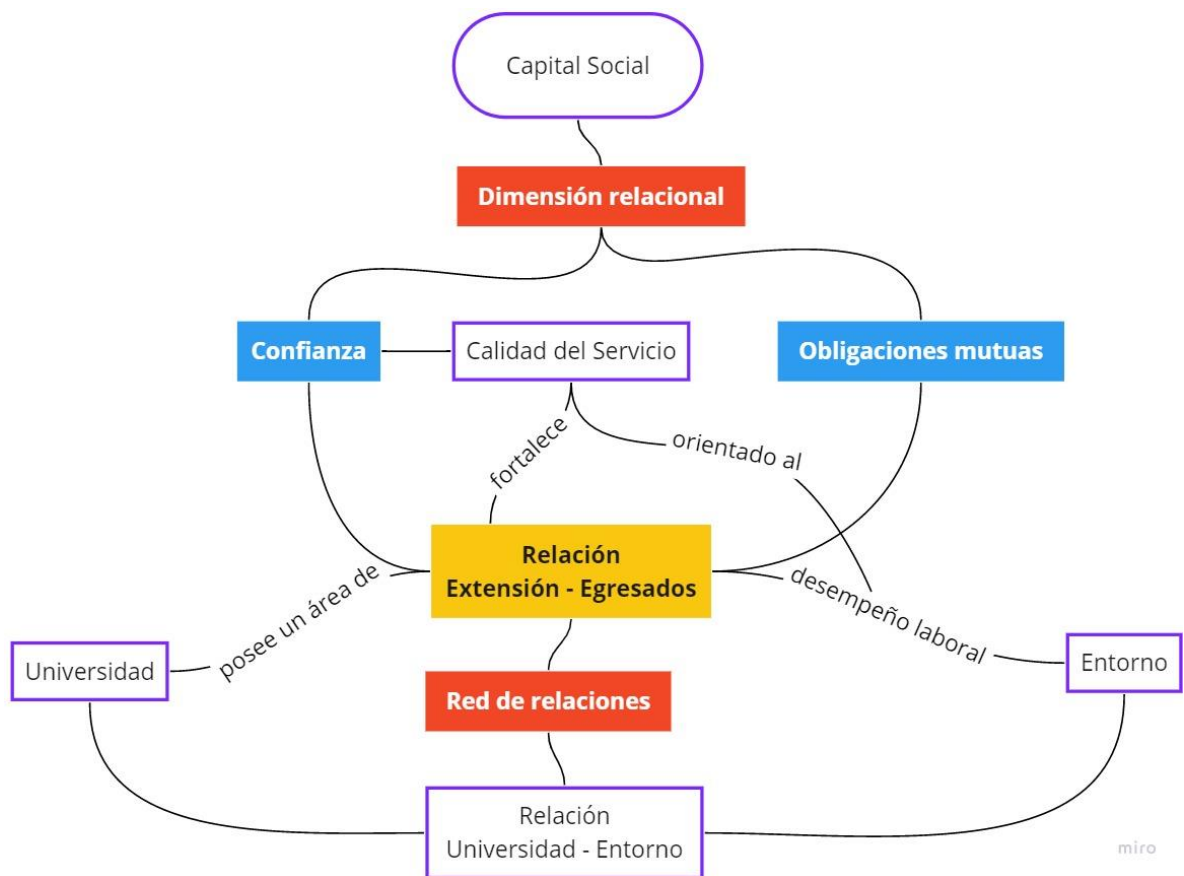 Capital Social
Dimensión relacional
Confianza
Calidad del Servicio
Obligaciones mutuas
fortalece
orientado al
Relación
Extensión - Egresados
posee un área de
desempeño laboral
Universidad
Entorno
Red de relaciones
Relación
Universidad - Entorno
miro